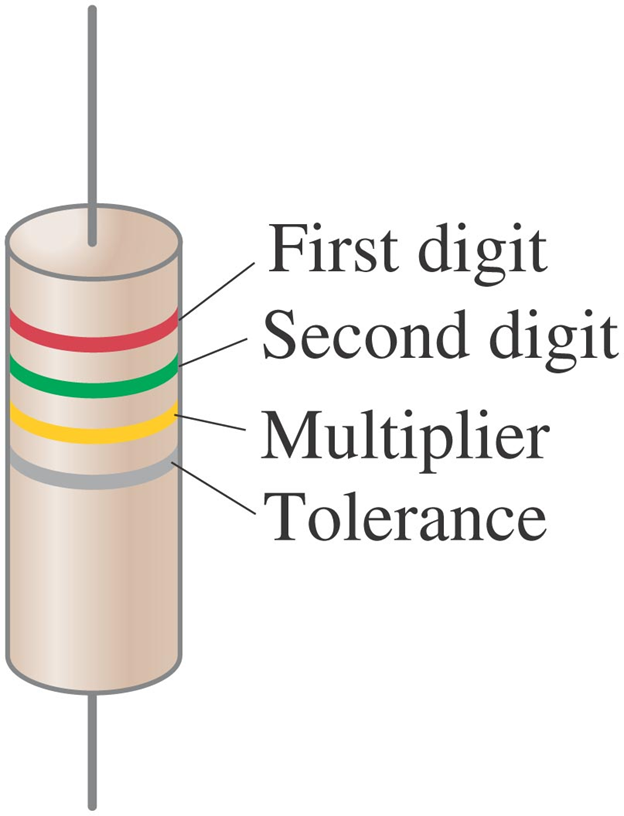 First digit
Second digit
Multiplier
Tolerance